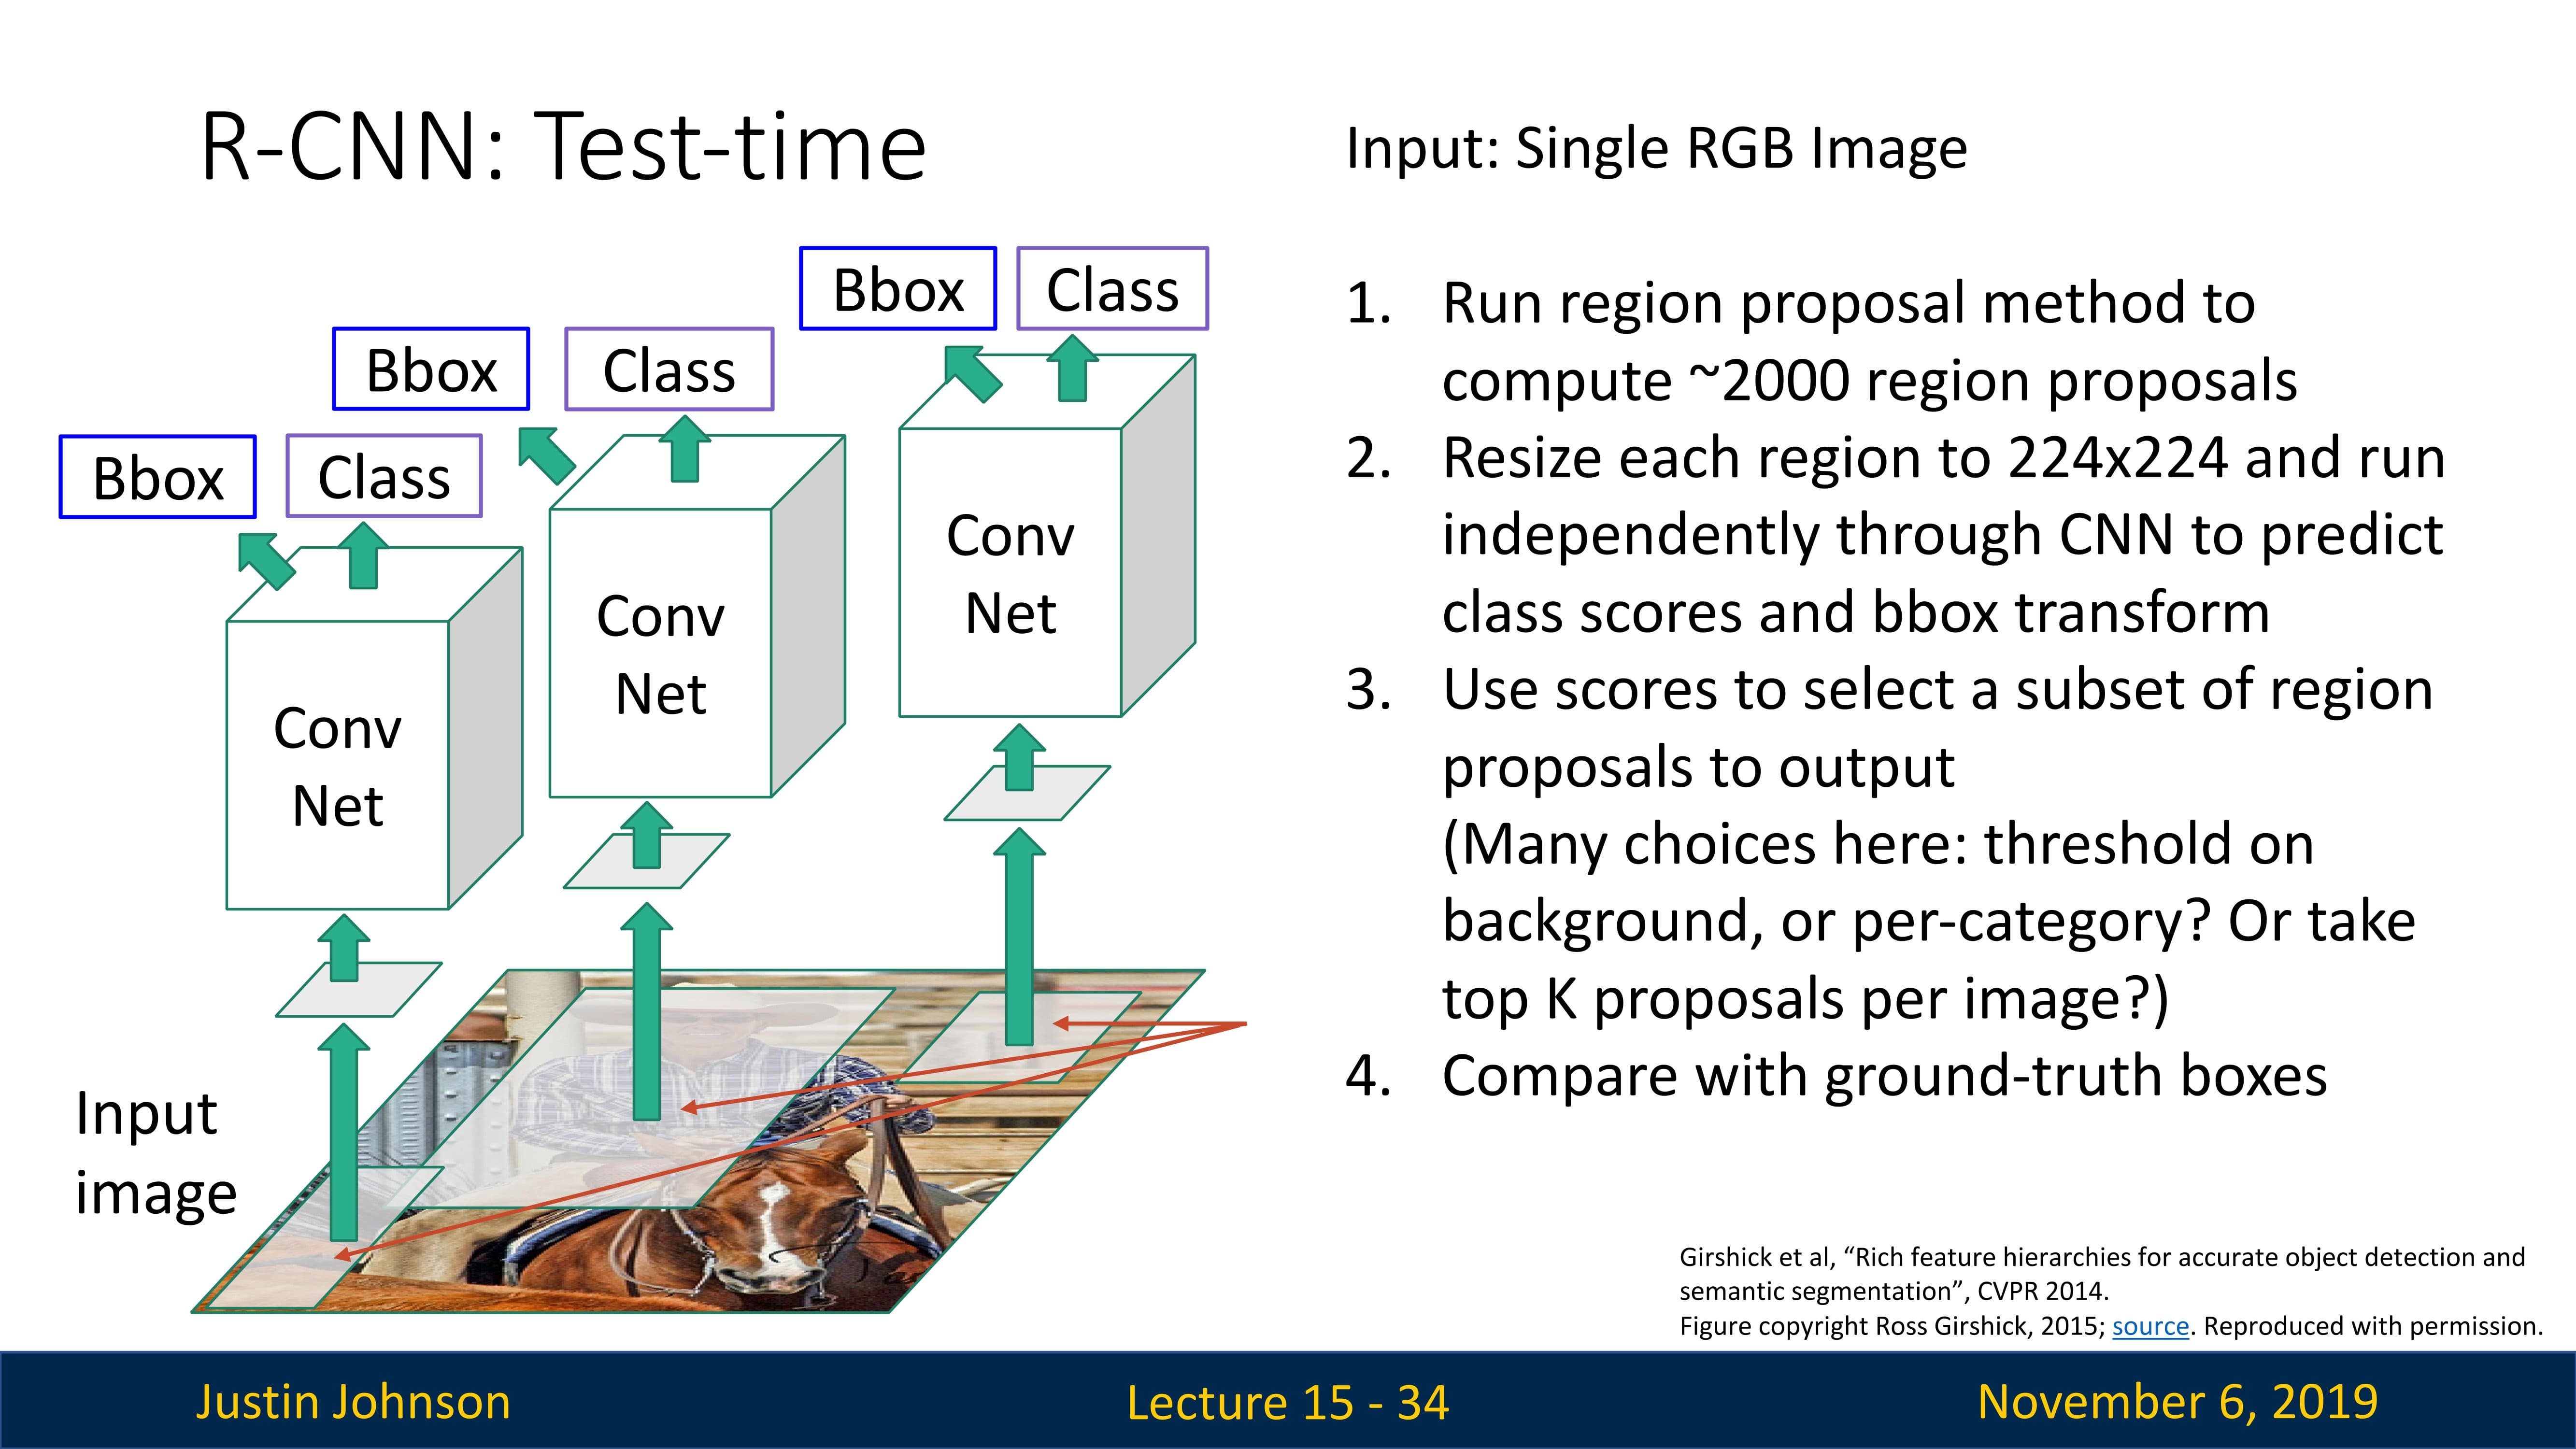 R-CNN: Test-time
Input: Single RGB Image
Bbox
Class
Bbox
Class
Bbox
Class
Conv
Net
Conv
Net
Conv
Net
Input
image
1. Run region proposal method to
compute ~2000 region proposals
2. Resize each region to 224x224 and run
independently through CNN to predict
class scores and bbox transform
3. Use scores to select a subset of region
proposals to output
(Many choices here: threshold on
background, or per-category? Or take
top K proposals per image?)
4. Compare with ground-truth boxes
Girshick et al, “Rich feature hierarchies for accurate object detection and
semantic segmentation”, CVPR 2014.
Figure copyright Ross Girshick, 2015; source. Reproduced with permission.
Justin Johnson
Lecture 15 - 34
November 6, 2019